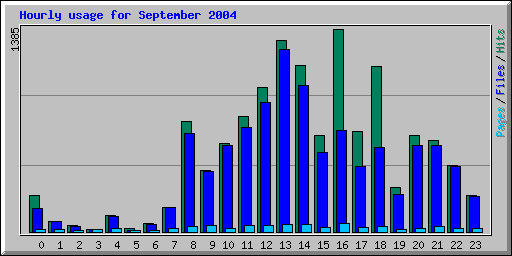 Hourly usage for September 2004
1385
Pages / Files / Hits
0 1 2 3 4 5 6 7 8 9 10 11 12 13 14 15 16 17 18 19 20 21 22 23